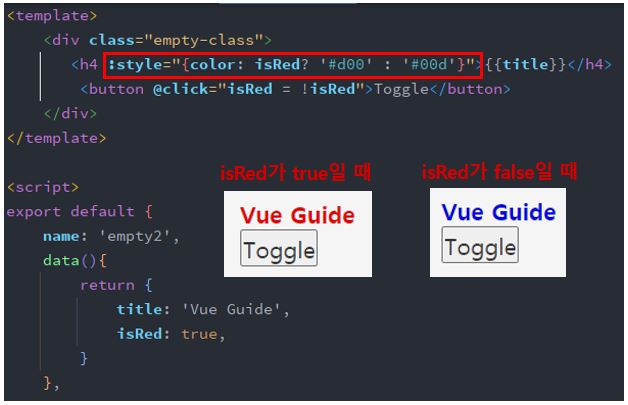 <template>
<div class="empty-class">
<h4 :style="{color: isRed? '#d00' : '#00d'}">{{title}}</h4>
<button @click="isRed = !isRed">Toggle</button>
</div>
</template>
<script>
export default {
name: 'empty2',
data(){
return {
title: 'Vue Guide',
isRed: true,
}
},
isRed가 true일 때
Vue Guide
Toggle
isRed가 false일 때
Vue Guide
Toggle